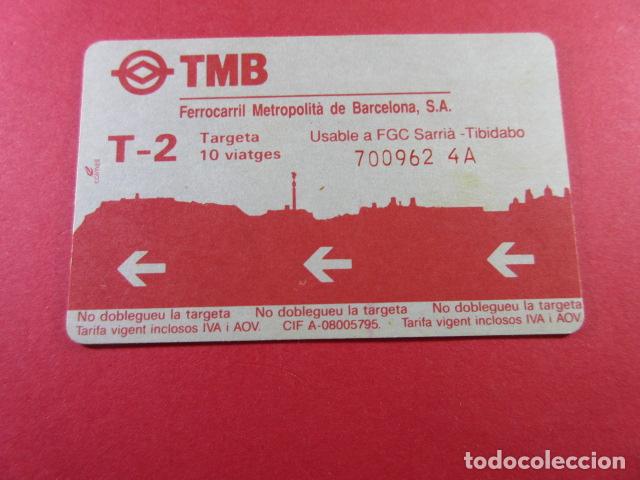 TMB
Ferrocarril Metropolità de Barcelona, S.A.
T-2 Targeta 10 viatges
Usable a FGC Sarrià -Tibidabo
700962 4A
No doblegueu la targeta No doblegueu la targeta No doblegueu la targeta
Tarifa vigent inclosos IVA i AOV. CIF A-08005795. Tarifa vigent inclosos IVA i AOV
todocoleccion